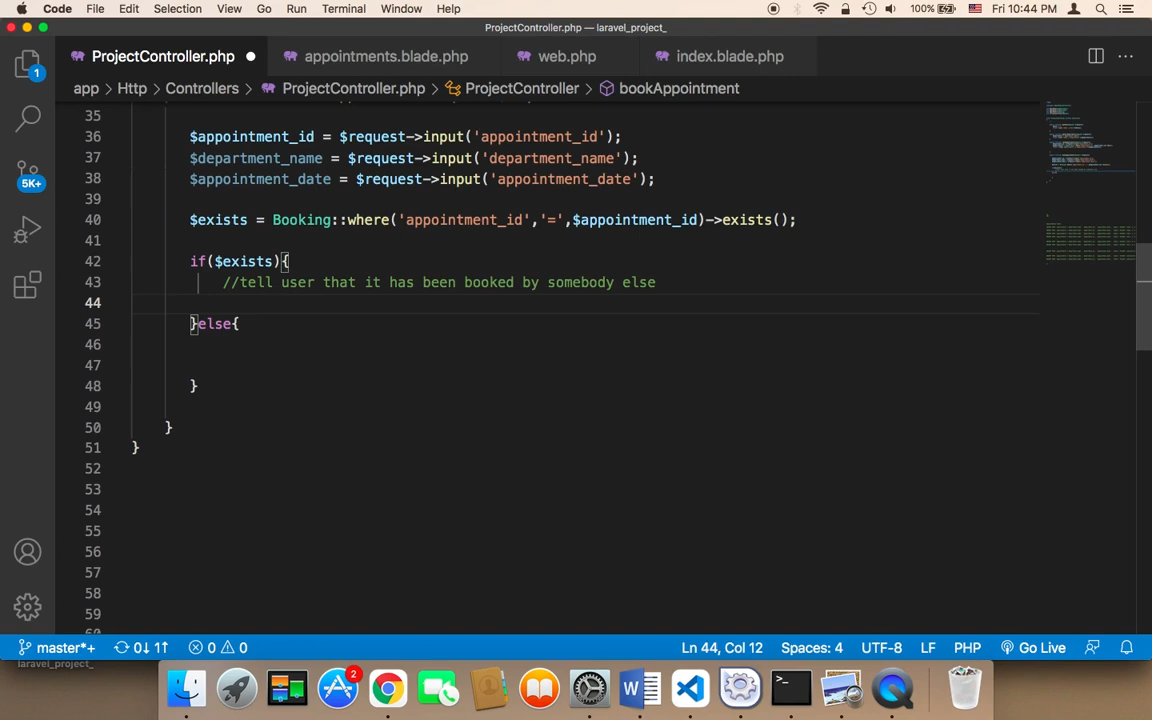 Code File Edit Selection View Go Run Terminal Window Help 100% Fri 10:44 PM
ProjectController.php — laravel_project_
ProjectController.php appointments.blade.php web.php index.blade.php
app > Http > Controllers > ProjectController.php > ProjectController > bookAppointment
1
5K+
35
36 $appointment_id = $request->input('appointment_id');
37 $department_name = $request->input('department_name');
38 $appointment_date = $request->input('appointment_date');
39
40 $exists = Booking::where('appointment_id','=',$appointment_id)->exists();
41
42 if($exists){
43 //tell user that it has been booked by somebody else
44
45 }else{
46
47
48 }
49
50 }
51 }
52
53
54
55
56
57
58
59
master*+ 0↓ 1↑ 0 0 Ln 44, Col 12 Spaces: 4 UTF-8 LF PHP Go Live
laravel_project_
2